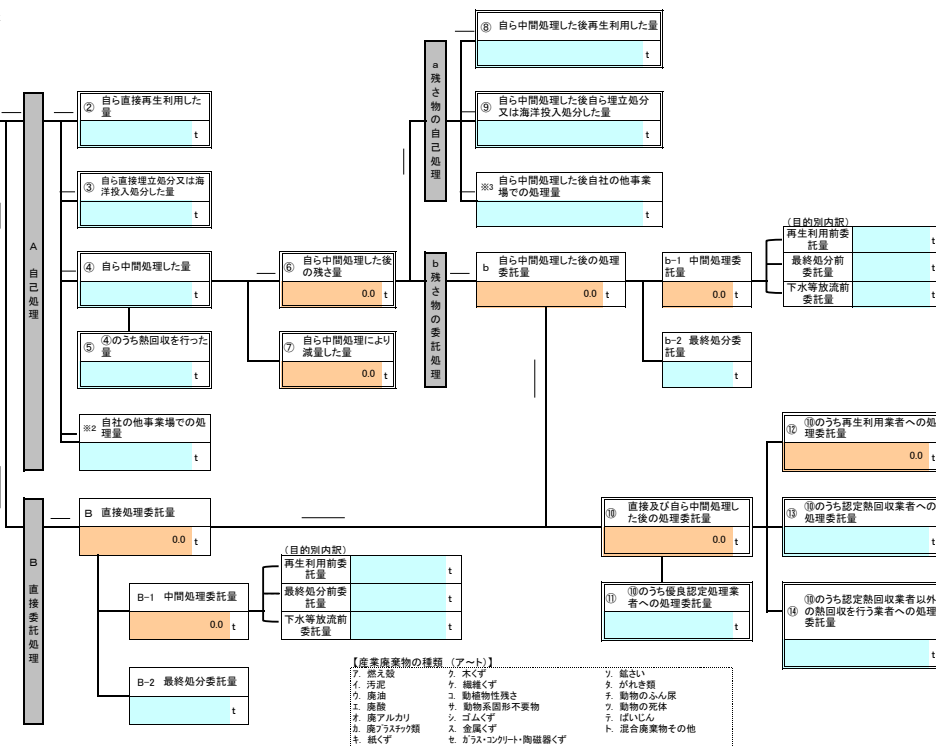 ⑧ 自ら中間処理した後再生利用した量
t
a 残さ物の自己処理
② 自ら直接再生利用した
量
t
⑨ 自ら中間処理した後自ら埋立処分
又は海洋投入処分した量
t
③ 自ら直接埋立処分又は海
洋投入処分した量
t
※3 自ら中間処理した後自社の他事業
場での処理量
t
A 自己処理
④ 自ら中間処理した量
t
⑥ 自ら中間処理した後
の残さ量
0.0 t
b 残さ物の委託処理
b 自ら中間処理した後の処理
委託量
0.0 t
b-1 中間処理委
託量
0.0 t
(目的別内訳)
再生利用前委
託量
t
最終処分前
委託量
t
下水等放流前
委託量
t
⑤ ④のうち熱回収を行った
量
t
⑦ 自ら中間処理により
減量した量
0.0 t
b-2 最終処分委
託量
t
※2 自社の他事業場での処
理量
t
⑫ ⑩のうち再生利用業者への処
理委託量
0.0 t
B 直接委託処理
B 直接処理委託量
0.0 t
⑩ 直接及び自ら中間処理し
た後の処理委託量
0.0 t
⑬ ⑩のうち認定熱回収業者への
処理委託量
t
(目的別内訳)
再生利用前委
託量
t
最終処分前委
託量
t
下水等放流前
委託量
t
B-1 中間処理委託量
0.0 t
⑪ ⑩のうち優良認定処理業
者への処理委託量
t
⑭ ⑩のうち認定熱回収業者以外
の熱回収を行う業者への処理
委託量
t
B-2 最終処分委託量
t
【産業廃棄物の種類 (ア～ト)】
ア. 燃え殻 ク. 木くず ソ. 鉱さい
イ. 汚泥 ケ. 繊維くず タ. がれき類
ウ. 廃油 コ. 動植物性残さ チ. 動物のふん尿
エ. 廃酸 サ. 動物系固形不要物 ツ. 動物の死体
オ. 廃アルカリ シ. ゴムくず テ. ばいじん
カ. 廃プラスチック類 ス. 金属くず ト. 混合廃棄物その他
キ. 紙くず セ. ガラス・コンクリート・陶磁器くず